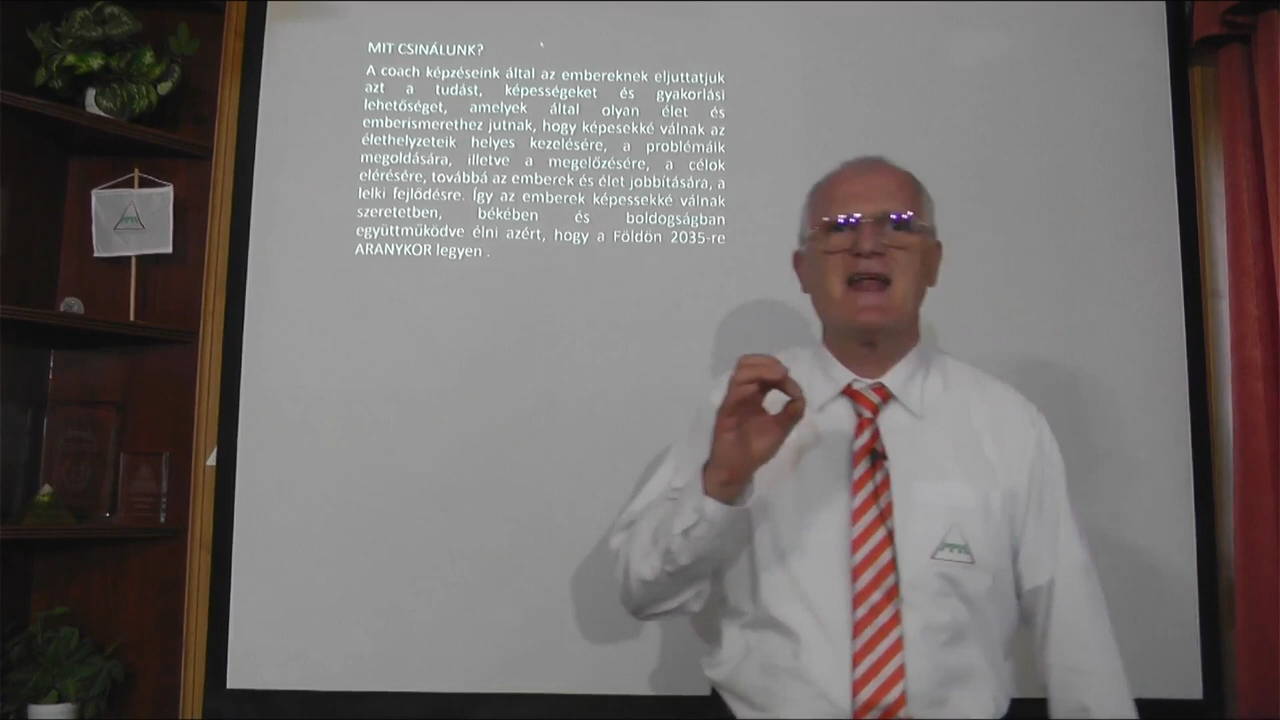 MIT CSINÁLUNK?
A coach képzéseink által az embereknek eljuttatjuk
azt a tudást, képességeket és gyakorlási
lehetőséget, amelyek által olyan élet és
emberismerethez jutnak, hogy képesekké válnak az
élethelyzeteik helyes kezelésére, a problémáik
megoldására, illetve a megelőzésére, a célok
elérésére, továbbá az emberek és élet jobbítására, a
lelki fejlődésre. Így az emberek képessekké válnak
szeretetben, békében és boldogságban
együttműködve élni azért, hogy a Földön 2035-re
ARANYKOR legyen .